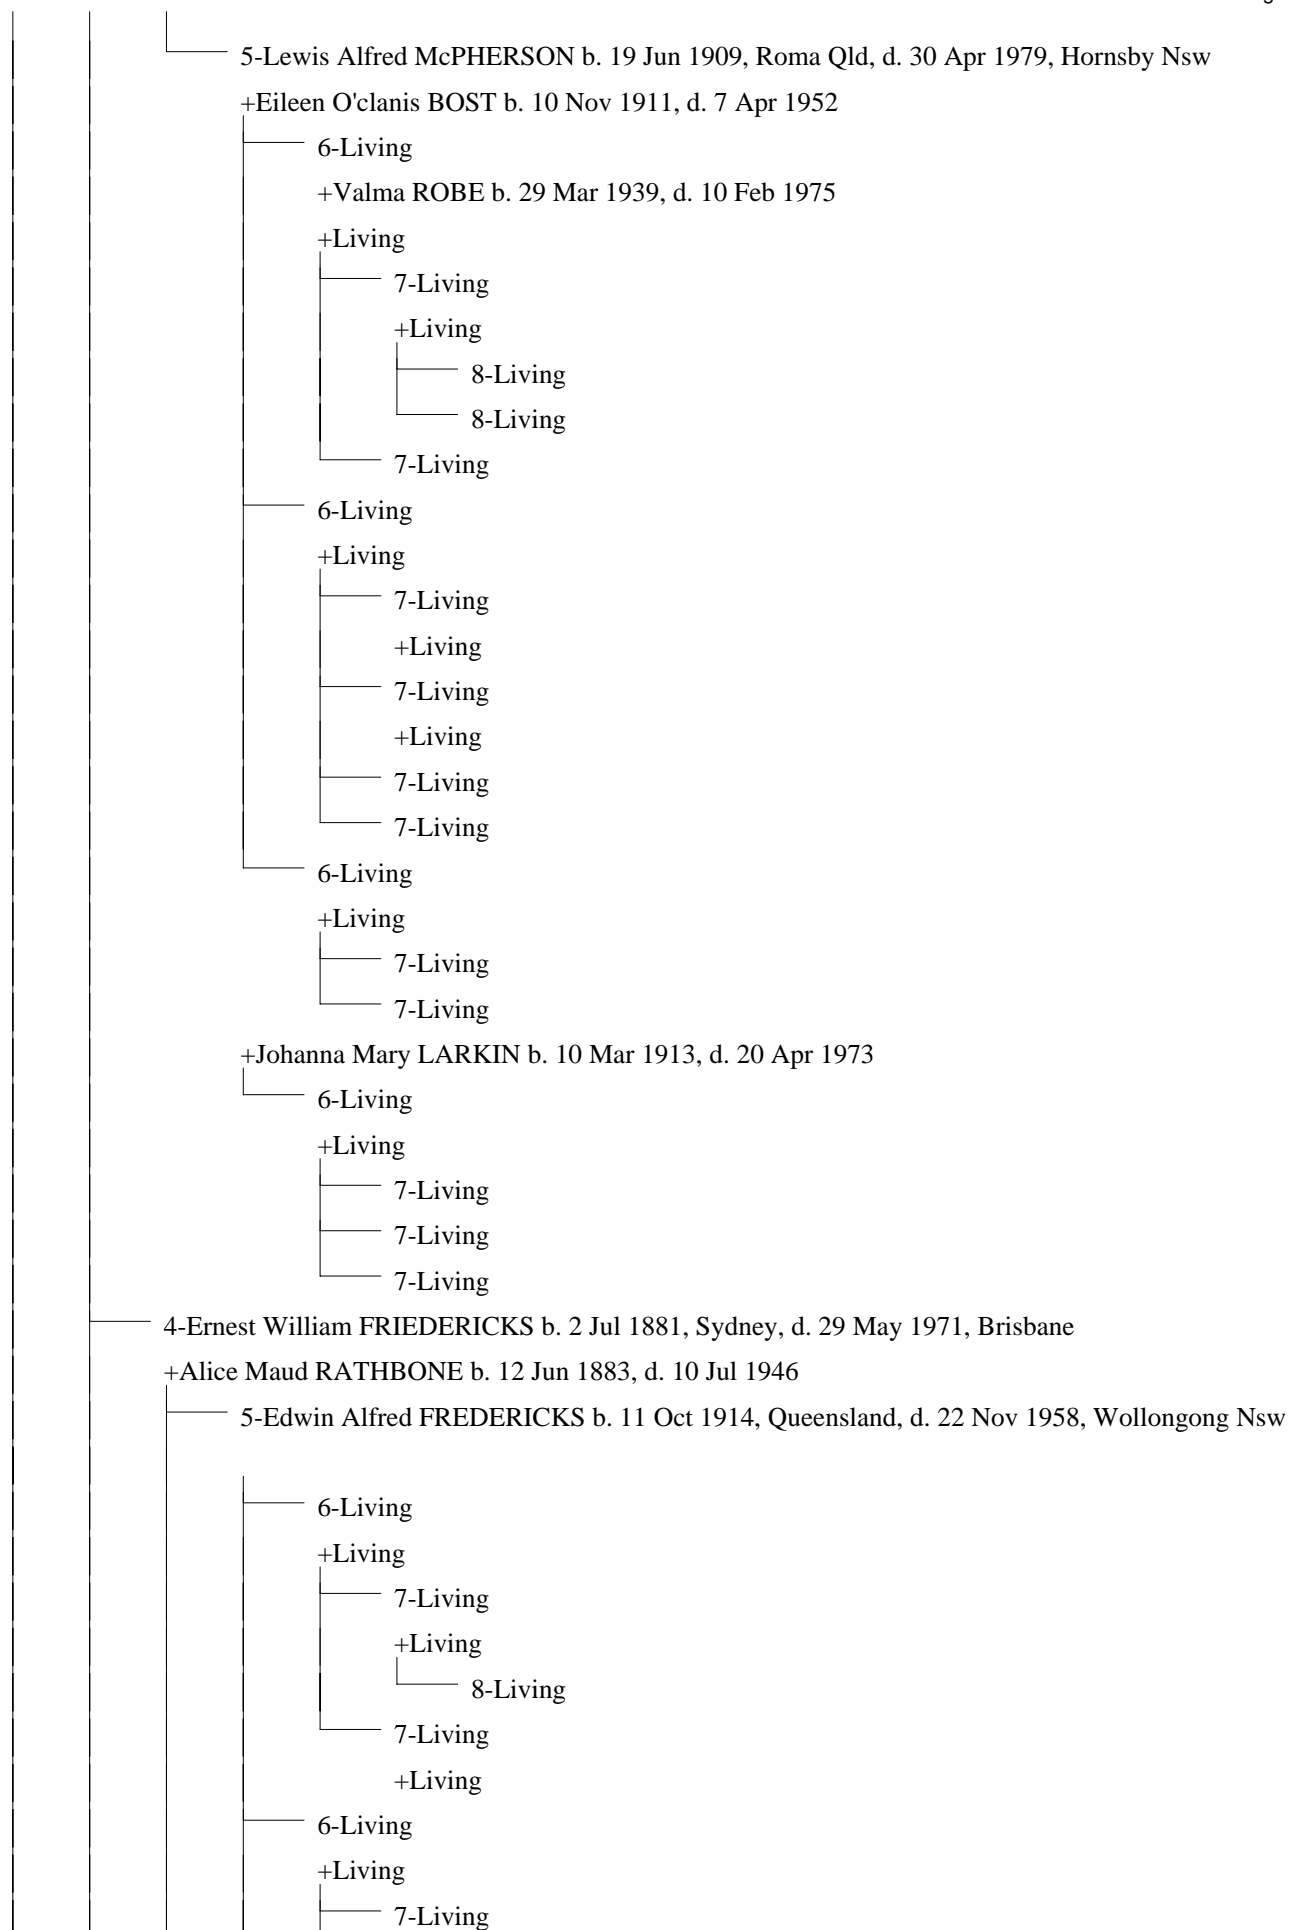 5-Lewis Alfred McPHERSON b. 19 Jun 1909, Roma Qld, d. 30 Apr 1979, Hornsby Nsw
+Eileen O'clanis BOST b. 10 Nov 1911, d. 7 Apr 1952
6-Living
+Valma ROBE b. 29 Mar 1939, d. 10 Feb 1975
+Living
7-Living
+Living
8-Living
8-Living
7-Living
6-Living
+Living
7-Living
+Living
7-Living
+Living
7-Living
7-Living
6-Living
+Living
7-Living
7-Living
+Johanna Mary LARKIN b. 10 Mar 1913, d. 20 Apr 1973
6-Living
+Living
7-Living
7-Living
7-Living
4-Ernest William FRIEDERICKS b. 2 Jul 1881, Sydney, d. 29 May 1971, Brisbane
+Alice Maud RATHBONE b. 12 Jun 1883, d. 10 Jul 1946
5-Edwin Alfred FREDERICKS b. 11 Oct 1914, Queensland, d. 22 Nov 1958, Wollongong Nsw
6-Living
+Living
7-Living
+Living
8-Living
7-Living
+Living
6-Living
+Living
7-Living